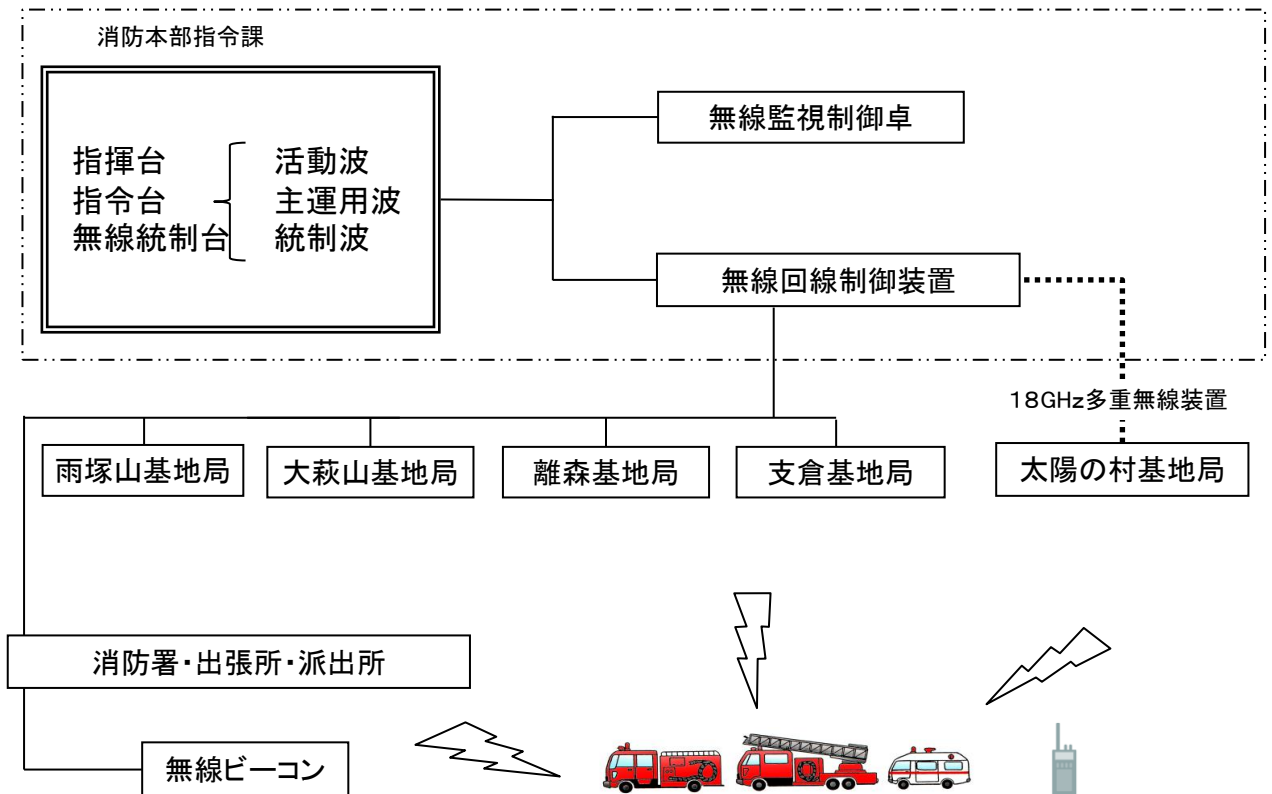 消防本部指令課
無線監視制御卓
指揮台
活動波
指令台
主運用波
無線統制台
統制波
無線回線制御装置
18GHz多重無線装置
雨塚山基地局
大萩山基地局
離森基地局
支倉基地局
太陽の村基地局
消防署・出張所・派出所
無線ビーコン